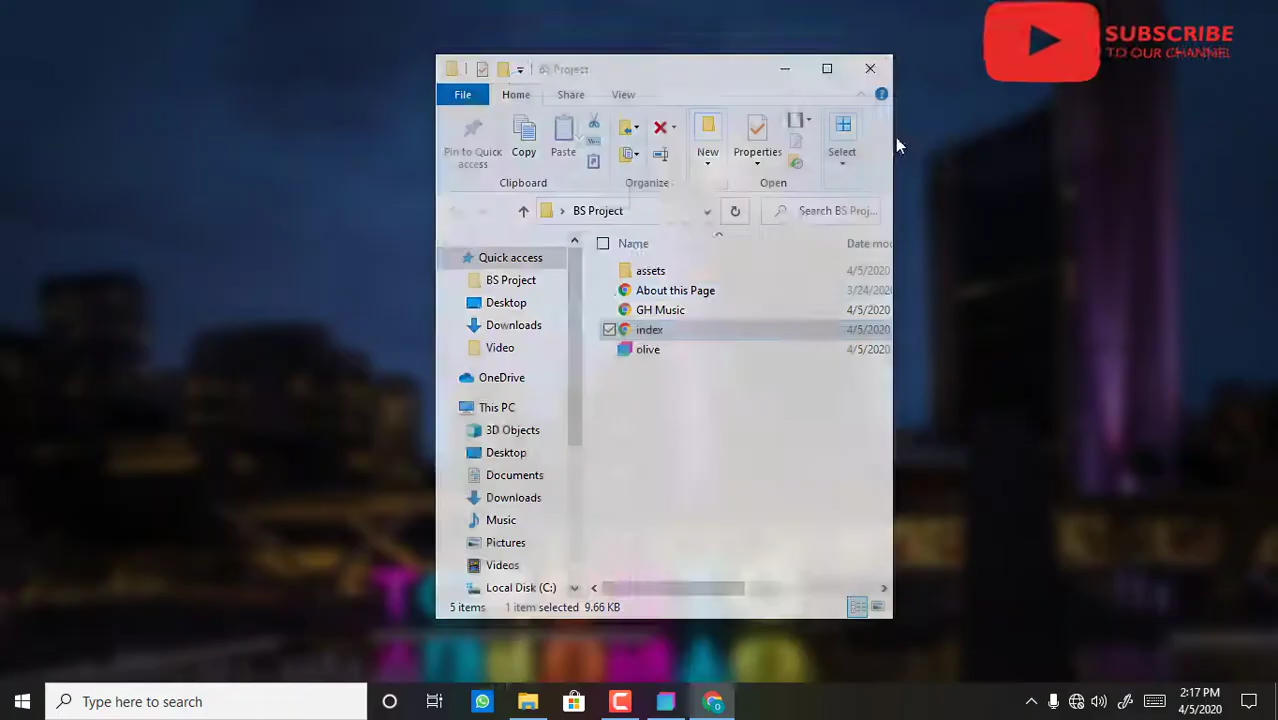 SUBSCRIBE
TO OUR CHANNEL
BS Project
File Home Share View
Pin to Quick access
Copy
Paste
New
Properties
Select
Clipboard
Organize
Open
BS Project
Search BS Proj...
Name
Date mo
Quick access
BS Project
Desktop
Downloads
Video
OneDrive
This PC
3D Objects
Desktop
Documents
Downloads
Music
Pictures
Videos
Local Disk (C:)
assets 4/5/2020
About this Page 3/24/202
GH Music 4/5/2020
index 4/5/2020
olive 4/5/2020
5 items 1 item selected 9.66 KB
Type here to search
2:17 PM
4/5/2020